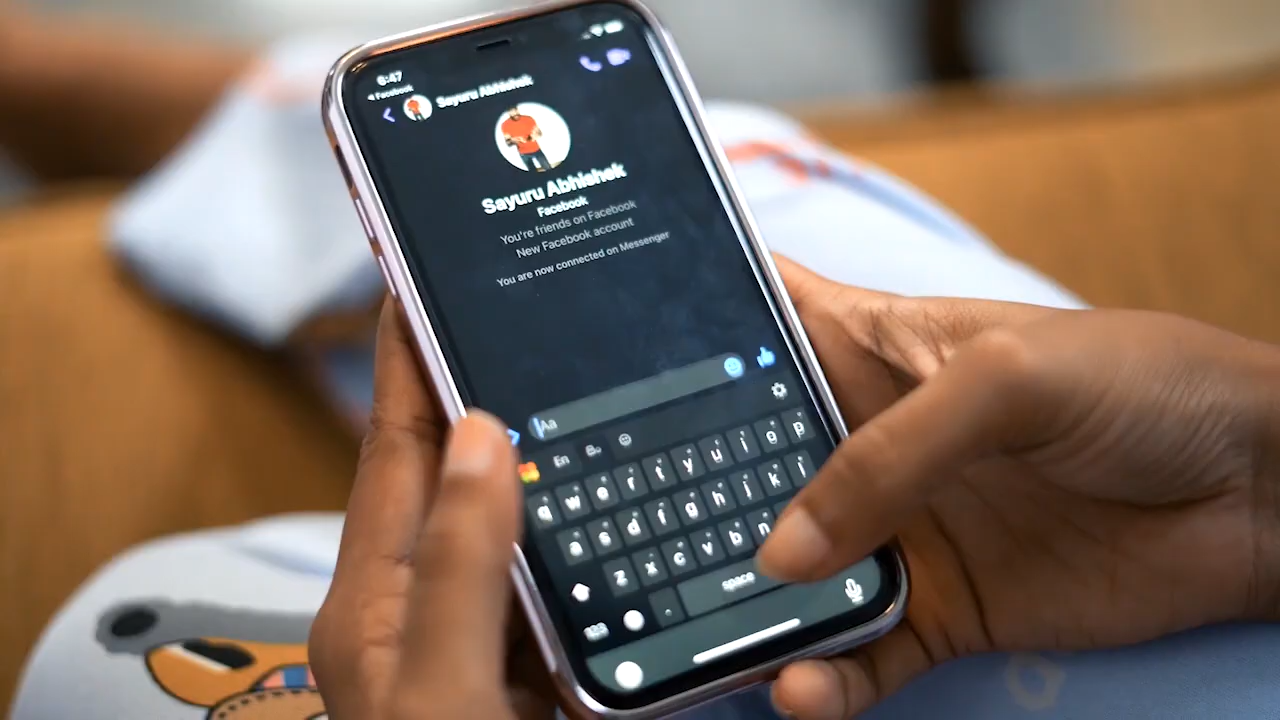 6:47
Facebook
Sayuru Abhishek
Sayuru Abhishek
Facebook
You're friends on Facebook
New Facebook account
You are now connected on Messenger
Aa
En
q w e r t y u i o p
a s d f g h j k l
z x c v b n
123 space